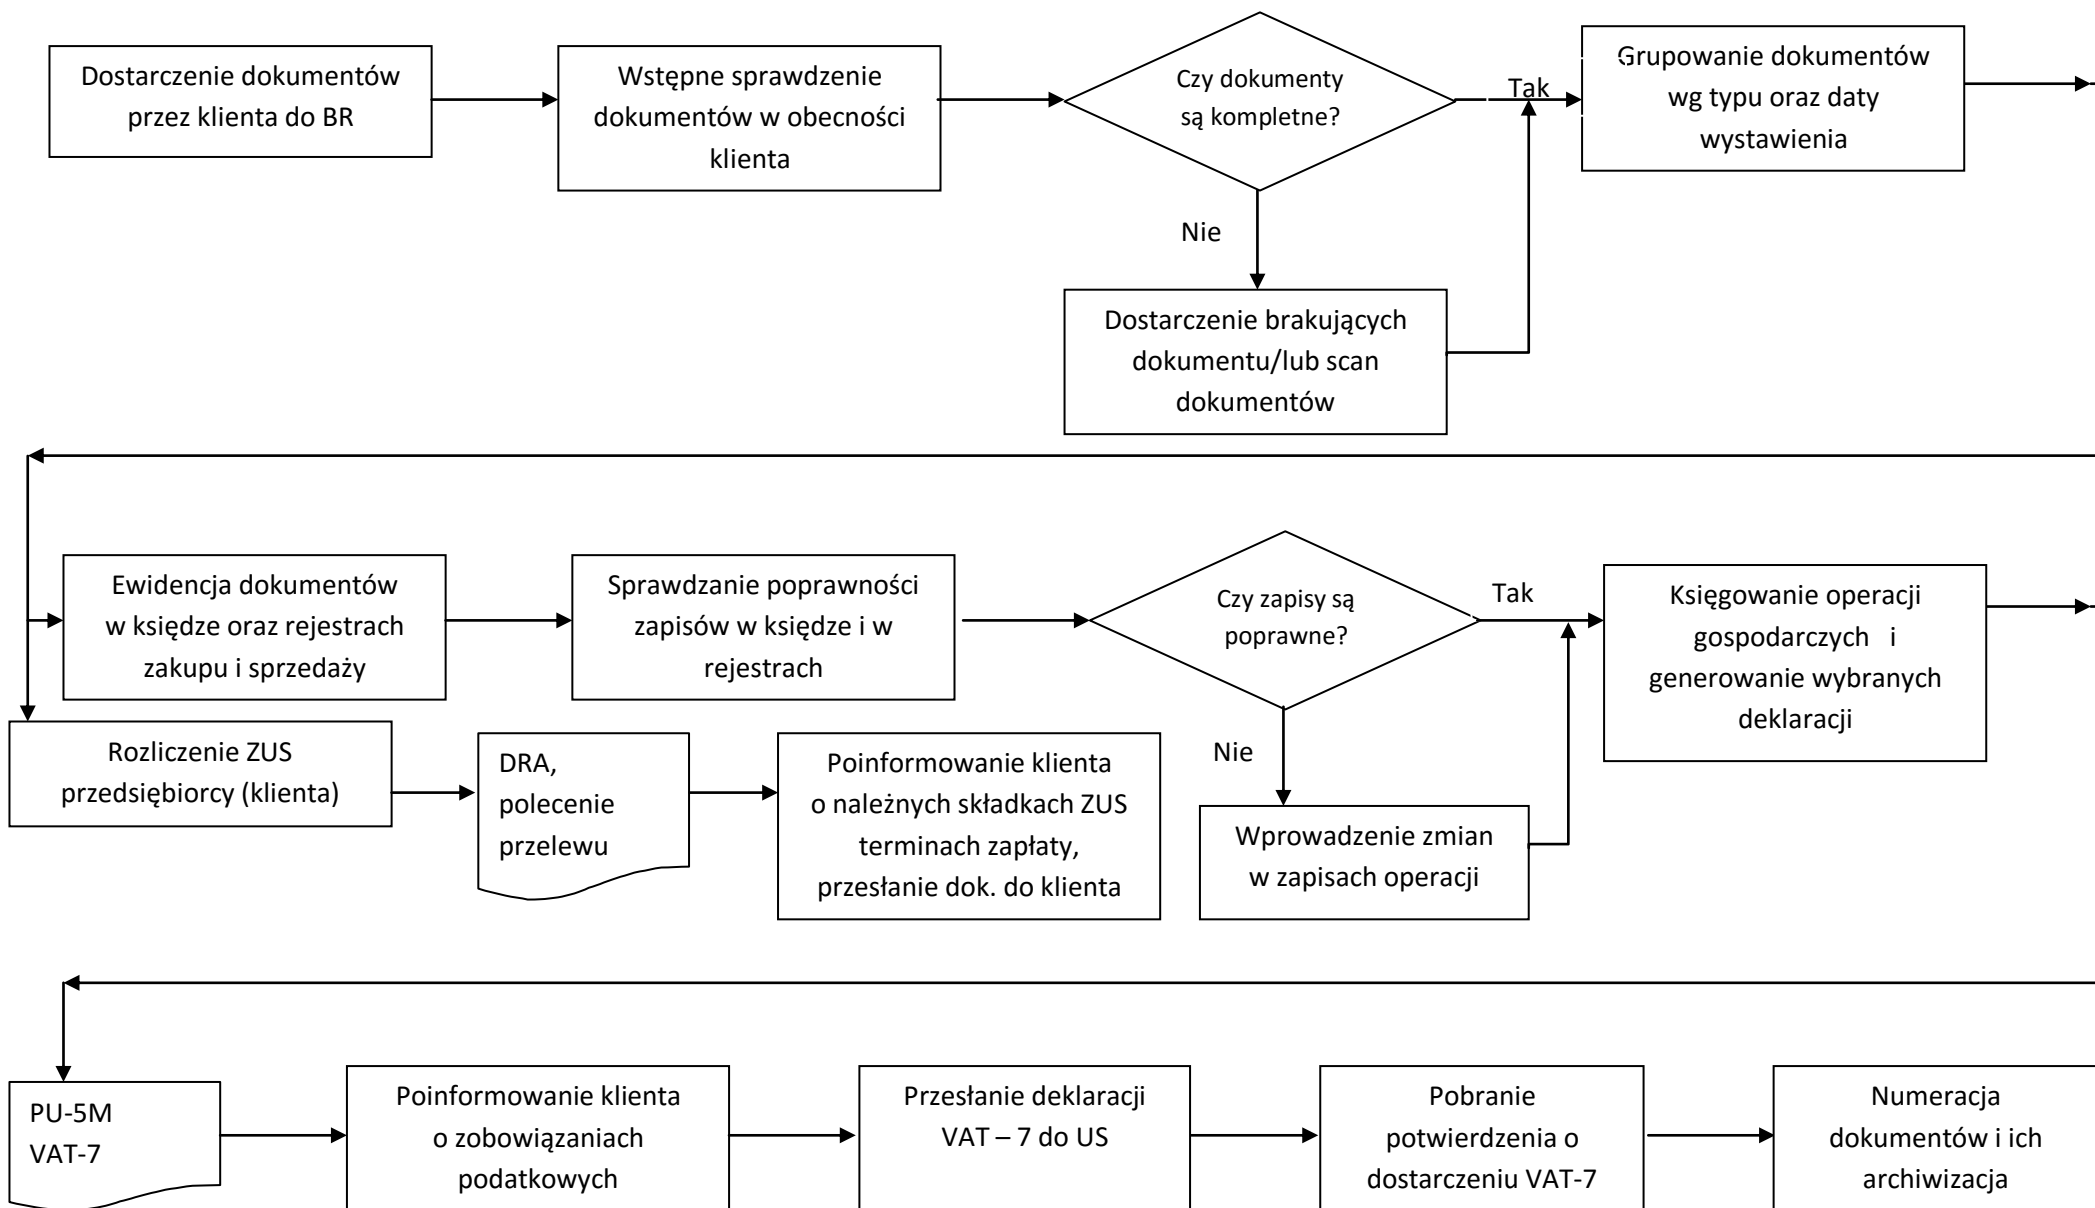 Dostarczenie dokumentów
przez klienta do BR
Wstępne sprawdzenie
dokumentów w obecności
klienta
Czy dokumenty
są kompletne?
Tak
Grupowanie dokumentów
wg typu oraz daty
wystawienia
Nie
Dostarczenie brakujących
dokumentu/lub scan
dokumentów
Ewidencja dokumentów
w księdze oraz rejestrach
zakupu i sprzedaży
Sprawdzanie poprawności
zapisów w księdze i w
rejestrach
Czy zapisy są
poprawne?
Tak
Księgowanie operacji
gospodarczych i
generowanie wybranych
deklaracji
Rozliczenie ZUS
przedsiębiorcy (klienta)
DRA,
polecenie
przelewu
Poinformowanie klienta
o należnych składkach ZUS
terminach zapłaty,
przesłanie dok. do klienta
Nie
Wprowadzenie zmian
w zapisach operacji
PU-5M
VAT-7
Poinformowanie klienta
o zobowiązaniach
podatkowych
Przesłanie deklaracji
VAT – 7 do US
Pobranie
potwierdzenia o
dostarczeniu VAT-7
Numeracja
dokumentów i ich
archiwizacja